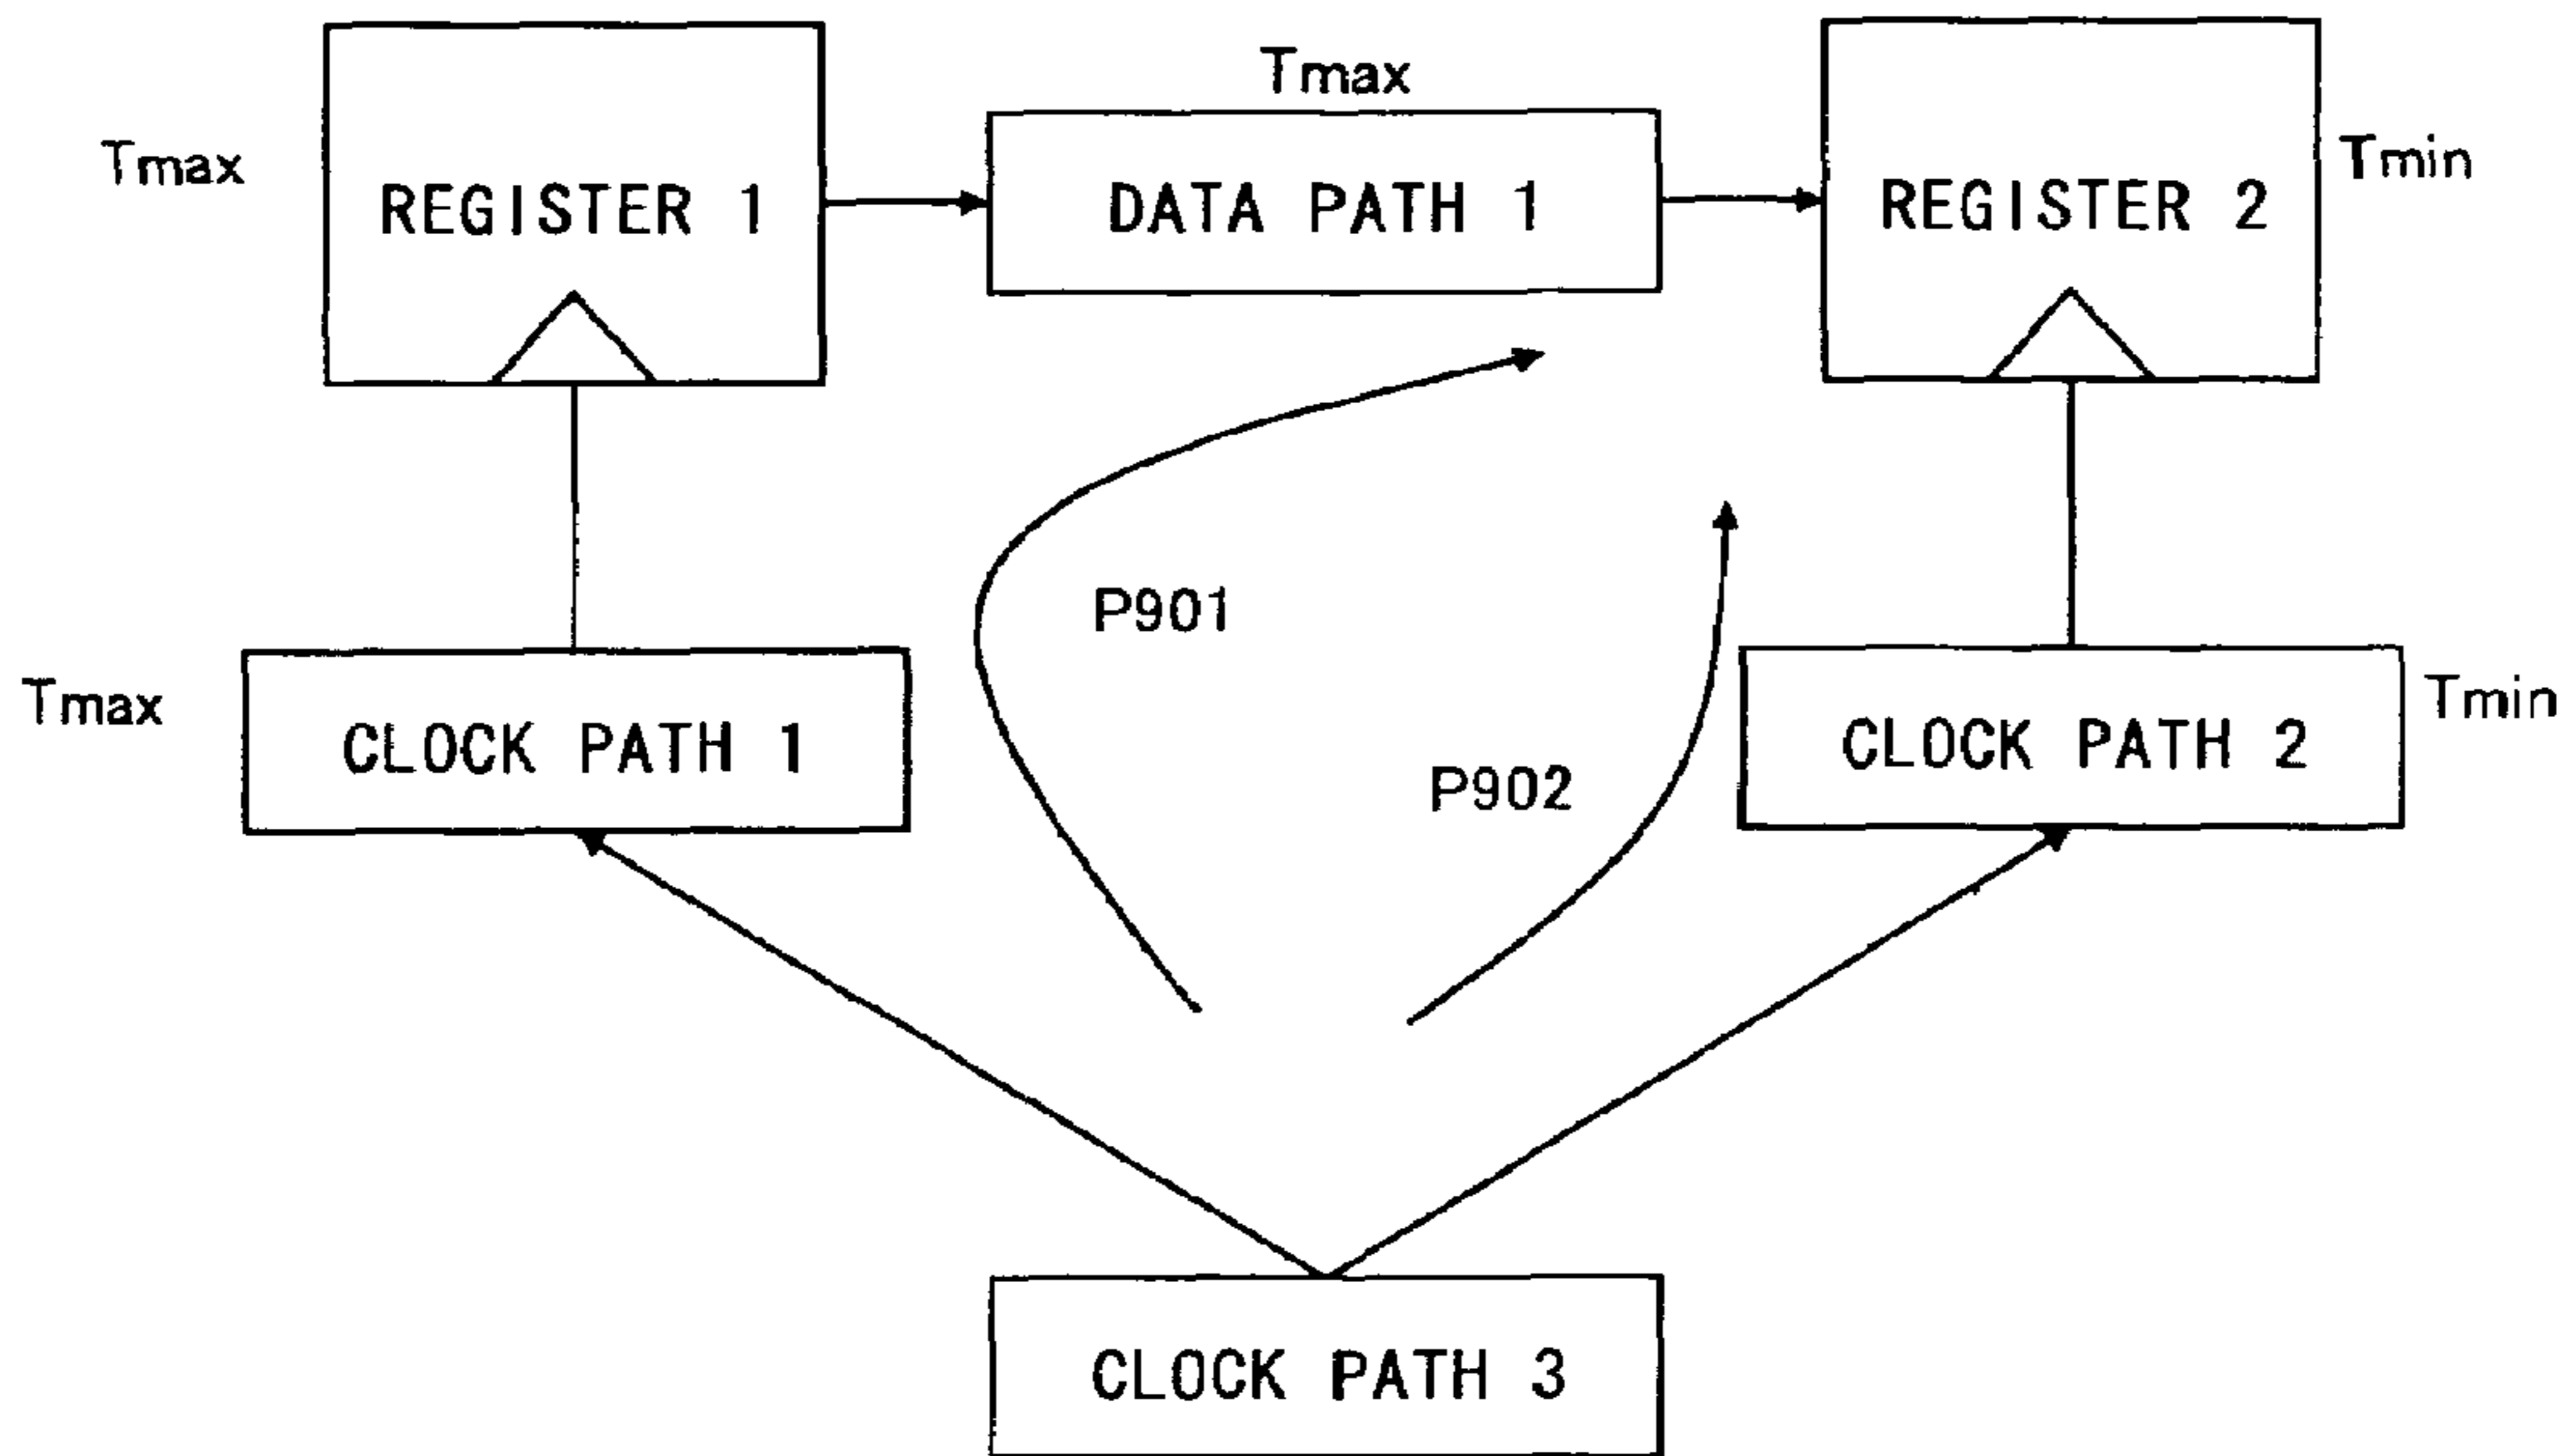 Tmax
Tmax
Tmin
REGISTER 1
DATA PATH 1
REGISTER 2
P901
Tmax
CLOCK PATH 1
P902
CLOCK PATH 2
Tmin
CLOCK PATH 3